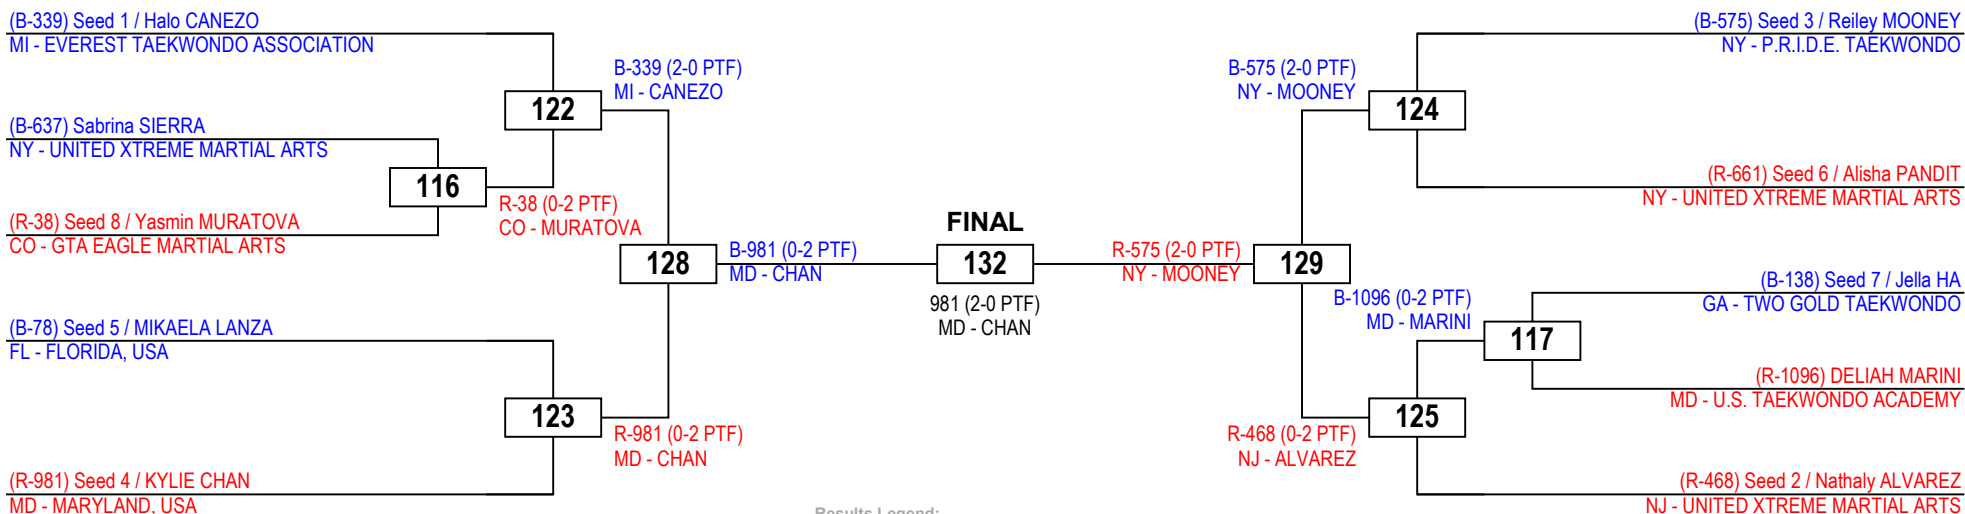 (B-339) Seed 1 / Halo CANEZO
MI - EVEREST TAEKWONDO ASSOCIATION
B-339 (2-0 PTF)
MI - CANEZO
122
(B-637) Sabrina SIERRA
NY - UNITED XTREME MARTIAL ARTS
116
(R-38) Seed 8 / Yasmin MURATOVA
CO - GTA EAGLE MARTIAL ARTS
R-38 (0-2 PTF)
CO - MURATOVA
128
B-981 (0-2 PTF)
MD - CHAN
(B-78) Seed 5 / MIKAELA LANZA
FL - FLORIDA, USA
123
R-981 (0-2 PTF)
MD - CHAN
(R-981) Seed 4 / KYLIE CHAN
MD - MARYLAND, USA
FINAL
132
981 (2-0 PTF)
MD - CHAN
(B-575) Seed 3 / Reiley MOONEY
NY - P.R.I.D.E. TAEKWONDO
B-575 (2-0 PTF)
NY - MOONEY
124
(R-661) Seed 6 / Alisha PANDIT
NY - UNITED XTREME MARTIAL ARTS
R-575 (2-0 PTF)
NY - MOONEY
129
(B-138) Seed 7 / Jella HA
GA - TWO GOLD TAEKWONDO
B-1096 (0-2 PTF)
MD - MARINI
117
(R-1096) DELIAH MARINI
MD - U.S. TAEKWONDO ACADEMY
125
R-468 (0-2 PTF)
NJ - ALVAREZ
(R-468) Seed 2 / Nathaly ALVAREZ
NJ - UNITED XTREME MARTIAL ARTS
Results Legend: